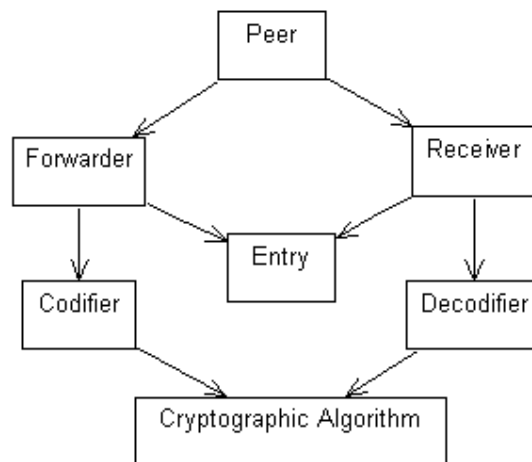 Peer
Forwarder
Receiver
Entry
Codifier
Decodifier
Cryptographic Algorithm